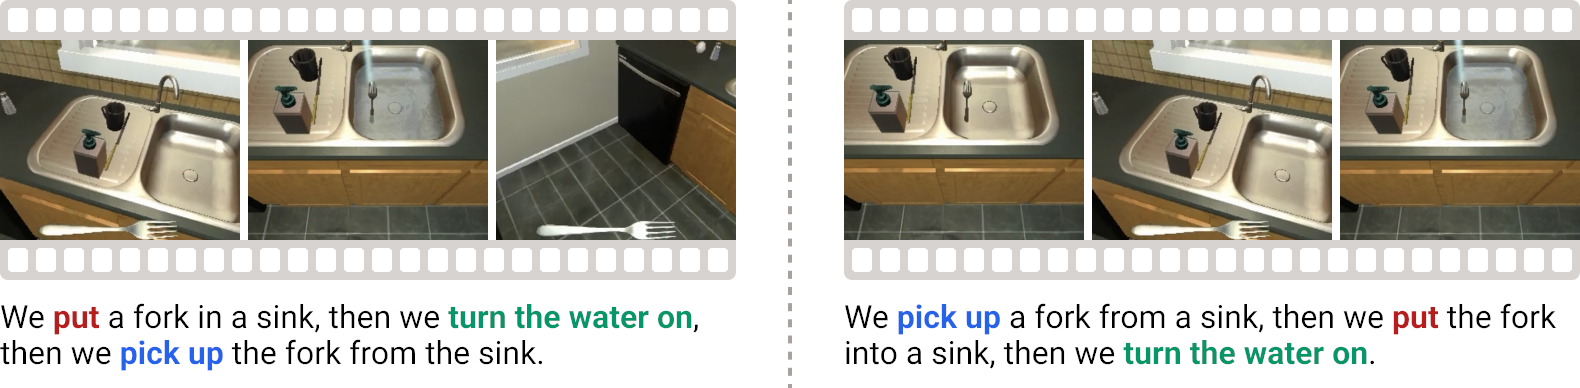 We put a fork in a sink, then we turn the water on,
then we pick up the fork from the sink.
We pick up a fork from a sink, then we put the fork
into a sink, then we turn the water on.